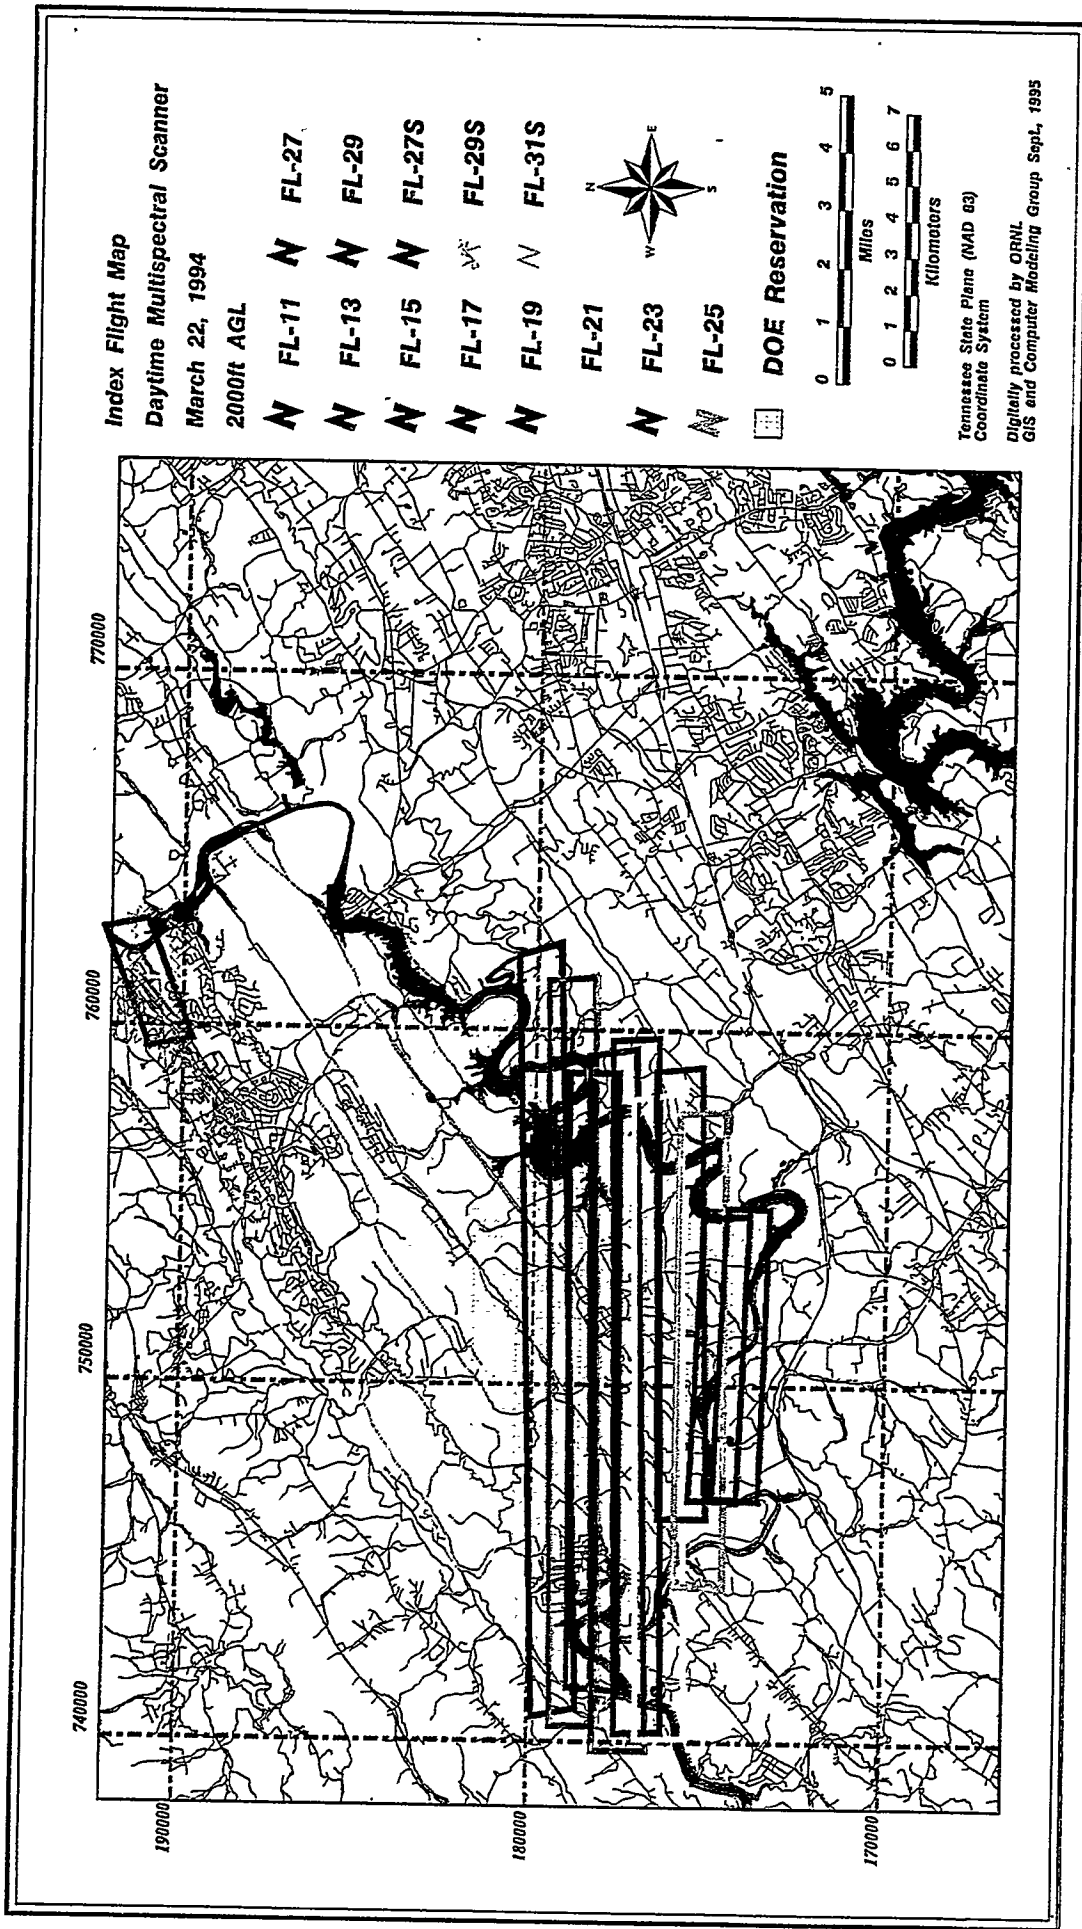 Index Flight Map
Daytime Multispectral Scanner
March 22, 1994
2000ft AGL
FL-11 FL-27
FL-13 FL-29
FL-15 FL-27S
FL-17 FL-29S
FL-19 FL-31S
FL-21
FL-23
FL-25
N
W E
S
DOE Reservation
0 1 2 3 4 5
Miles
0 1 2 3 4 5 6 7
Kilomotors
Tennessee State Plane (NAD 83)
Coordinate System
Digitally processed by ORNL
GIS and Computer Modeling Group Sept., 1995
740000 750000 760000 770000
190000
180000
170000